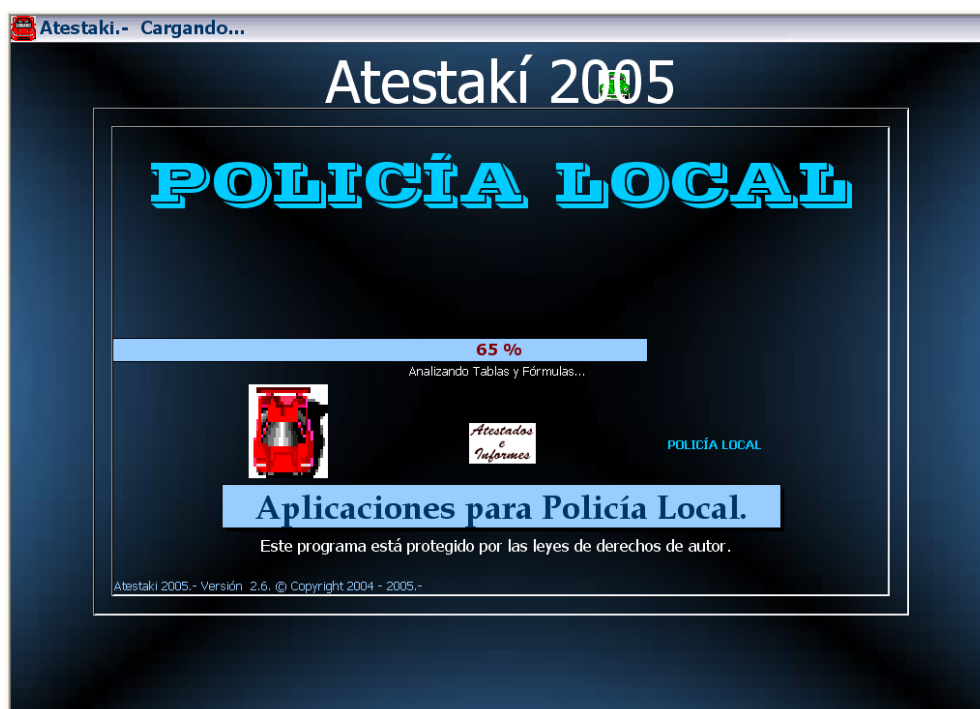 Atestaki.- Cargando...
Atestakí 2005
POLICÍA LOCAL
65 %
Analizando Tablas y Fórmulas...
Atestados
e
Informes
POLICÍA LOCAL
Aplicaciones para Policía Local.
Este programa está protegido por las leyes de derechos de autor.
Atestaki 2005.- Versión 2.6. © Copyright 2004 - 2005.-